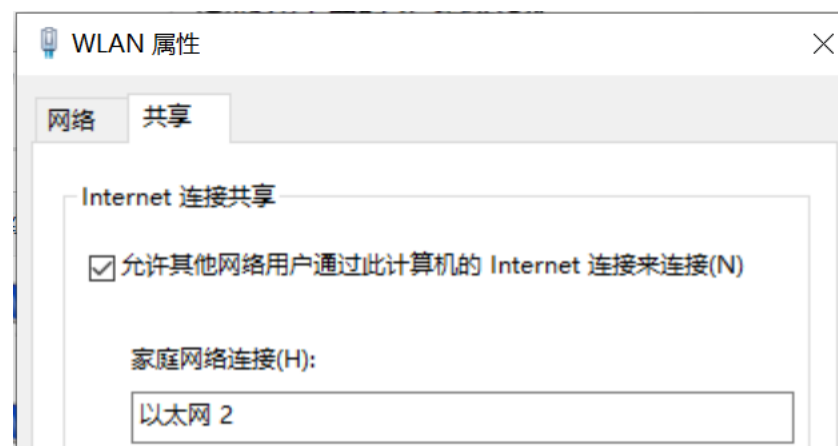 WLAN 属性
网络
共享
Internet 连接共享
允许其他网络用户通过此计算机的 Internet 连接来连接(N)
家庭网络连接(H):
以太网 2